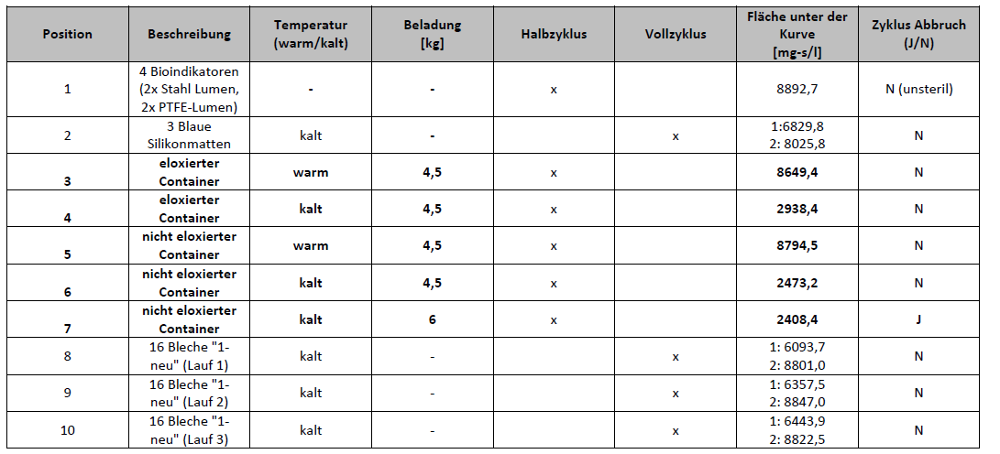 Position Beschreibung Temperatur (warm/kalt) Beladung [kg] Halbzyklus Vollzyklus Fläche unter der Kurve [mg-s/l] Zyklus Abbruch (J/N)
1 4 Bioindikatoren (2x Stahl Lumen, 2x PTFE-Lumen) - - x 8892,7 N (unsteril)
2 3 Blaue Silikonmatten kalt - x 1:6829,8 2: 8025,8 N
3 eloxierter Container warm 4,5 x 8649,4 N
4 eloxierter Container kalt 4,5 x 2938,4 N
5 nicht eloxierter Container warm 4,5 x 8794,5 N
6 nicht eloxierter Container kalt 4,5 x 2473,2 N
7 nicht eloxierter Container kalt 6 x 2408,4 J
8 16 Bleche "1-neu" (Lauf 1) kalt - x 1: 6093,7 2: 8801,0 N
9 16 Bleche "1-neu" (Lauf 2) kalt - x 1: 6357,5 2: 8847,0 N
10 16 Bleche "1-neu" (Lauf 3) kalt - x 1: 6443,9 2: 8822,5 N